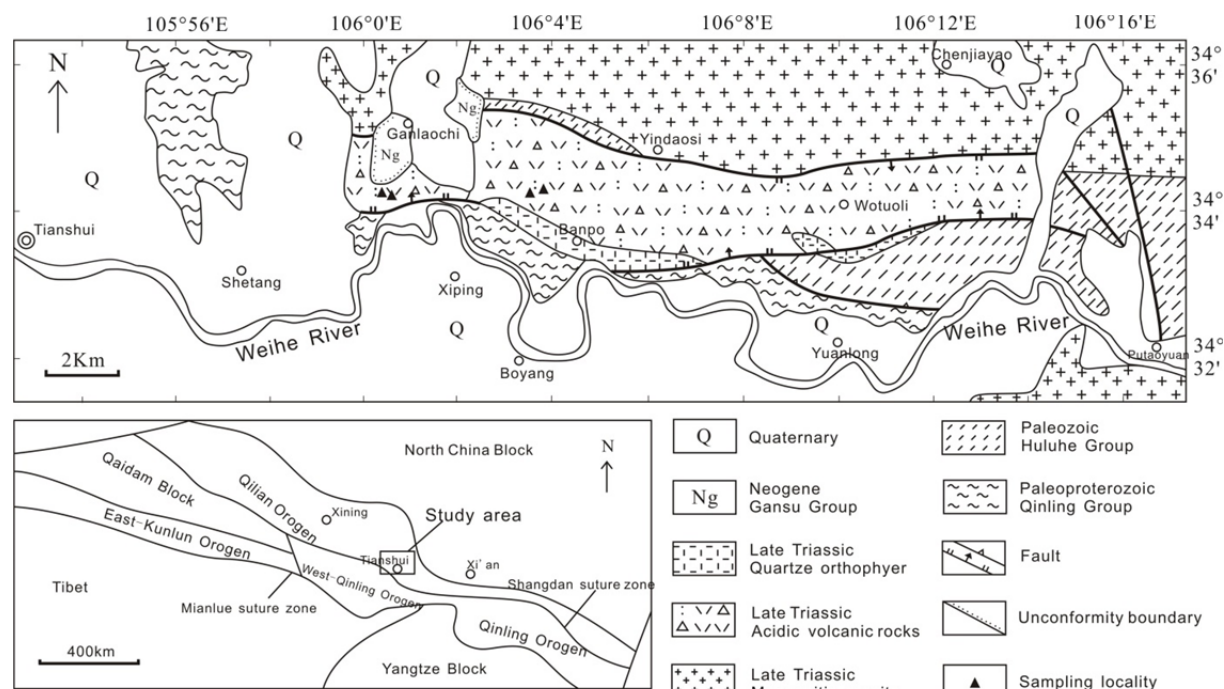 105°56'E 106°0'E 106°4'E 106°8'E 106°12'E 106°16'E
N
34°
36'
34°
34'
34°
32'
Chenjiayao
Q
Q
Q
Q
Q
Ng
Ganlaochi
Ng
Yindaosi
Wotuoli
Tianshui
Banpo
Shetang
Xiping
Q
Q
Weihe River
Weihe River
Yuanlong
Putaoyuan
Boyang
2Km
North China Block
N
Qaidam Block
Qilian Orogen
Xining
Study area
East-Kunlun Orogen
Tianshui
Xi'an
Tibet
West-Qinling Orogen
Shangdan suture zone
Mianlue suture zone
Qinling Orogen
400km
Yangtze Block
Q
Quaternary
Ng
Neogene
Gansu Group
Late Triassic
Quartze orthophyer
Late Triassic
Acidic volcanic rocks
Late Triassic
Paleozoic
Huluhe Group
Paleoproterozoic
Qinling Group
Fault
Unconformity boundary
Sampling locality